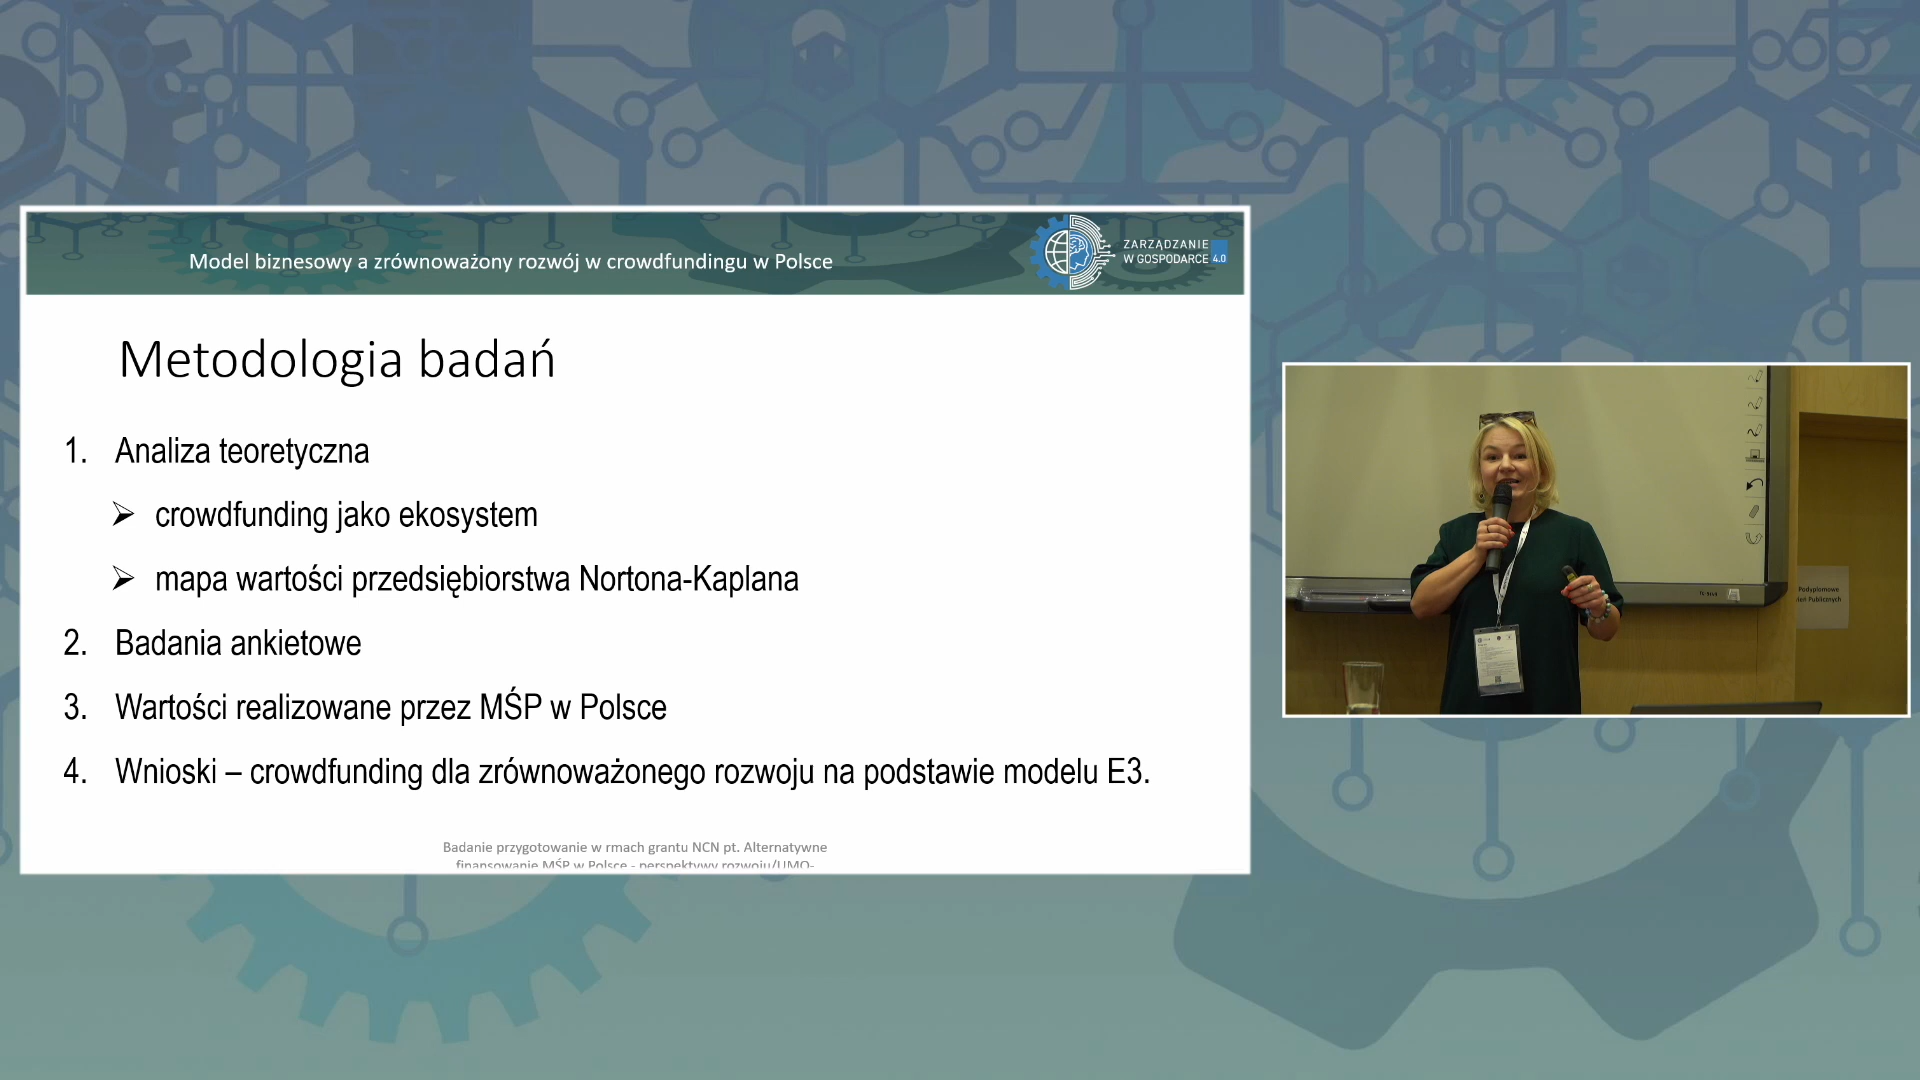 Model biznesowy a zrównoważony rozwój w crowdfundingu w Polsce
ZARZĄDZANIE
W GOSPODARCE 4.0
Metodologia badań
1. Analiza teoretyczna
➢ crowdfunding jako ekosystem
➢ mapa wartości przedsiębiorstwa Nortona-Kaplana
2. Badania ankietowe
3. Wartości realizowane przez MŚP w Polsce
4. Wnioski – crowdfunding dla zrównoważonego rozwoju na podstawie modelu E3.
Badanie przygotowanie w rmach grantu NCN pt. Alternatywne
finansowanie MŚP w Polsce - perspektywy rozwoju/UMO-
Podyplomowe
Publicznych